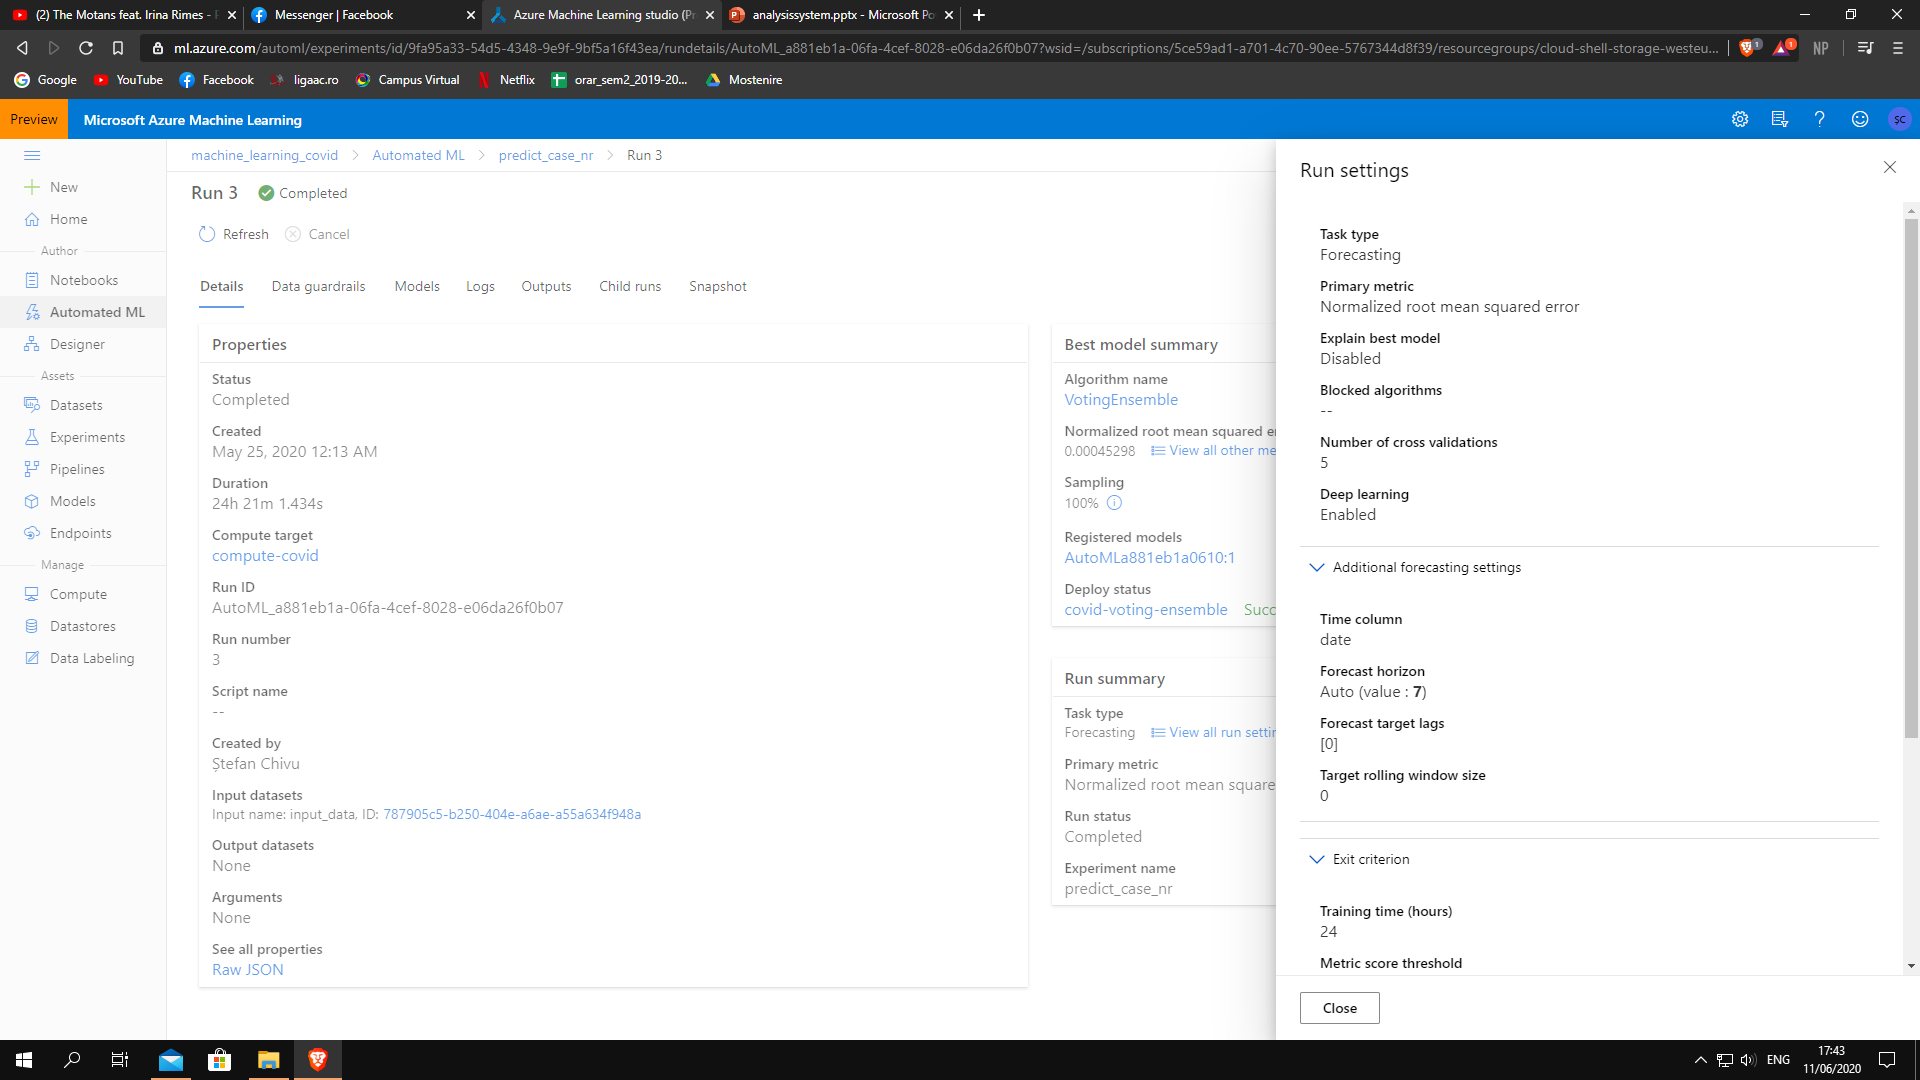 (2) The Motans feat. Irina Rimes -
Messenger | Facebook
Azure Machine Learning studio (Pr
analysissystem.pptx - Microsoft Po
ml.azure.com/automl/experiments/id/9fa95a33-54d5-4348-9e9f-9bf5a16f43ea/rundetails/AutoML_a881eb1a-06fa-4cef-8028-e06da26f0b07?wsid=/subscriptions/5ce59ad1-a701-4c70-90ee-5767344d8f39/resourcegroups/cloud-shell-storage-westeu...
1
1
NP
Google
YouTube
Facebook
ligaac.ro
Campus Virtual
Netflix
orar_sem2_2019-20...
Mostenire
Preview
Microsoft Azure Machine Learning
ȘC
New
Home
Author
Notebooks
Automated ML
Designer
Assets
Datasets
Experiments
Pipelines
Models
Endpoints
Manage
Compute
Datastores
Data Labeling
machine_learning_covid > Automated ML > predict_case_nr > Run 3
Run 3
Completed
Refresh
Cancel
Details
Data guardrails
Models
Logs
Outputs
Child runs
Snapshot
Properties
Status
Completed
Created
May 25, 2020 12:13 AM
Duration
24h 21m 1.434s
Compute target
compute-covid
Run ID
AutoML_a881eb1a-06fa-4cef-8028-e06da26f0b07
Run number
3
Script name
--
Created by
Ștefan Chivu
Input datasets
Input name: input_data, ID: 787905c5-b250-404e-a6ae-a55a634f948a
Output datasets
None
Arguments
None
See all properties
Raw JSON
Best model summary
Algorithm name
VotingEnsemble
Normalized root mean squared er
0.00045298
View all other me
Sampling
100%
Registered models
AutoMLa881eb1a0610:1
Deploy status
covid-voting-ensemble
Succ
Run summary
Task type
Forecasting
View all run settin
Primary metric
Normalized root mean square
Run status
Completed
Experiment name
predict_case_nr
Run settings
Task type
Forecasting
Primary metric
Normalized root mean squared error
Explain best model
Disabled
Blocked algorithms
--
Number of cross validations
5
Deep learning
Enabled
Additional forecasting settings
Time column
date
Forecast horizon
Auto (value : 7)
Forecast target lags
[0]
Target rolling window size
0
Exit criterion
Training time (hours)
24
Metric score threshold
Close
ENG
17:43
11/06/2020